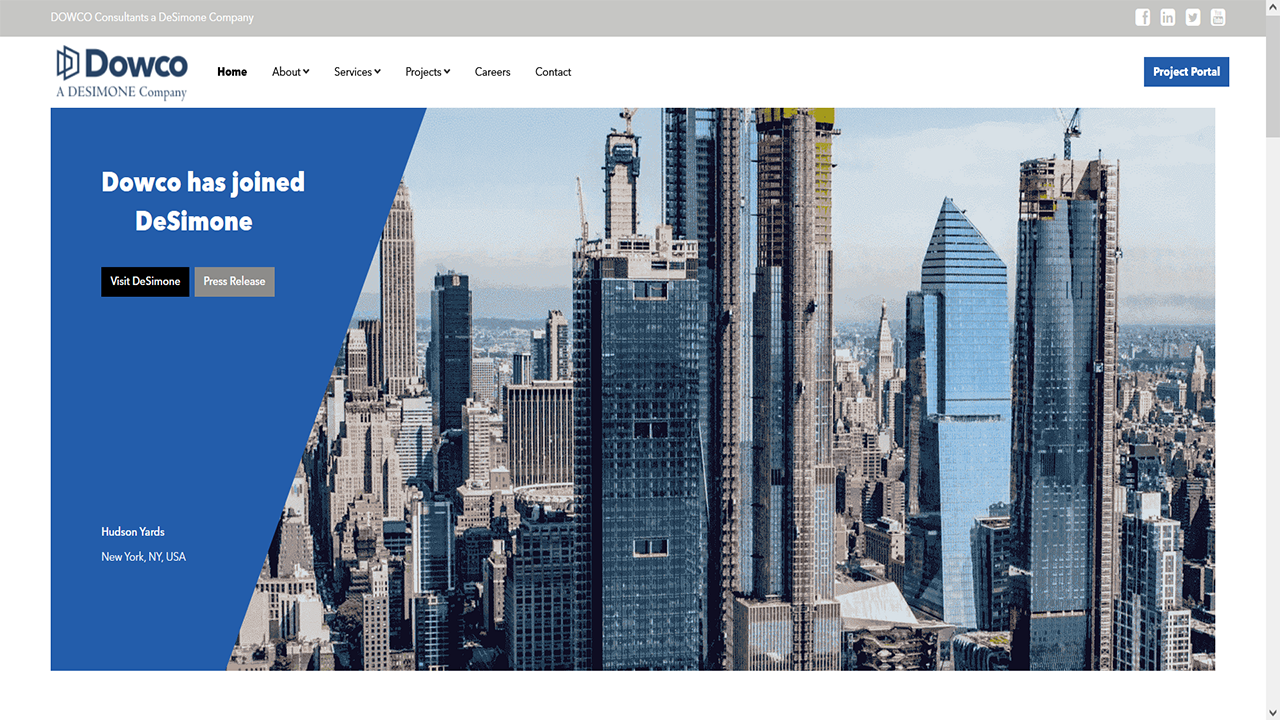 DOWCO Consultants a DeSimone Company
Dowco
A DESIMONE Company
Home
About
Services
Projects
Careers
Contact
Project Portal
Dowco has joined
DeSimone
Visit DeSimone
Press Release
Hudson Yards
New York, NY, USA